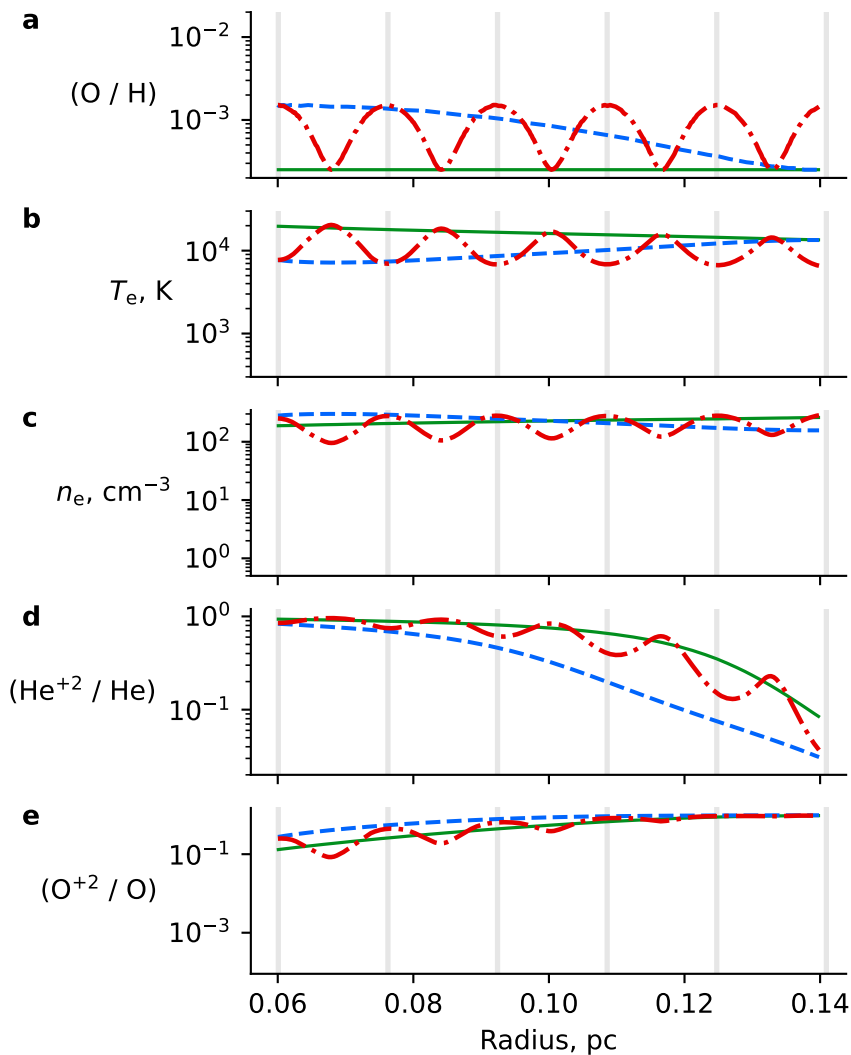 a
10⁻²
(O / H)
10⁻³
b
10⁴
Tₑ, K
10³
c
10²
nₑ, cm⁻³
10¹
10⁰
d
10⁰
(He⁺² / He)
10⁻¹
e
10⁻¹
(O⁺² / O)
10⁻³
0.06 0.08 0.10 0.12 0.14
Radius, pc